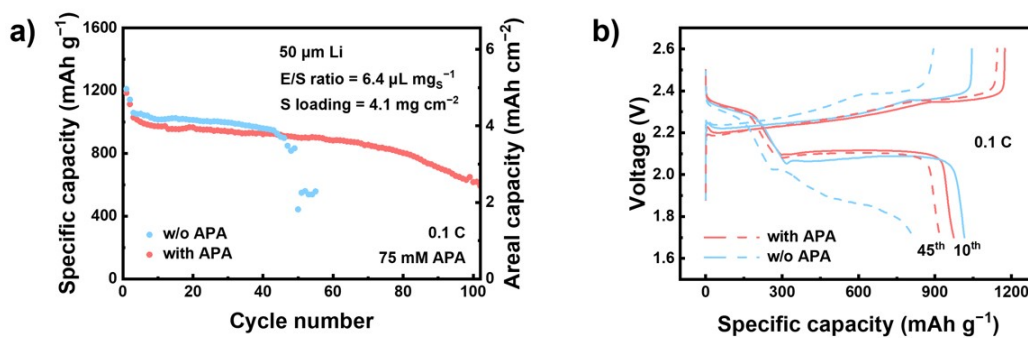 a)
Specific capacity (mAh g⁻¹)
1600
1200
800
400
0
0 20 40 60 80 100
Cycle number
50 μm Li
E/S ratio = 6.4 μL mgₛ⁻¹
S loading = 4.1 mg cm⁻²
w/o APA
with APA
0.1 C
75 mM APA
6
4
2
0
Areal capacity (mAh cm⁻²)
b)
Voltage (V)
2.6
2.4
2.2
2.0
1.8
1.6
0 300 600 900 1200
Specific capacity (mAh g⁻¹)
0.1 C
with APA
w/o APA
45ᵗʰ 10ᵗʰ